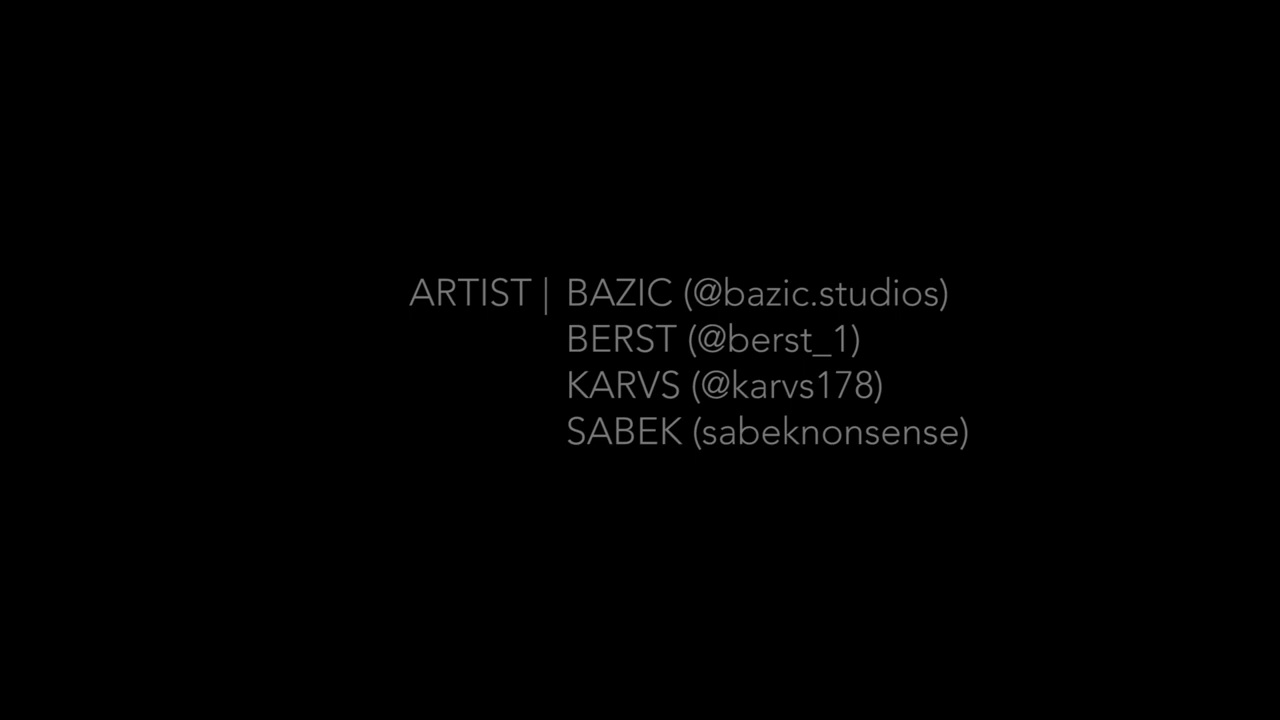 ARTIST | BAZIC (@bazic.studios)
BERST (@berst_1)
KARVS (@karvs178)
SABEK (sabeknonsense)